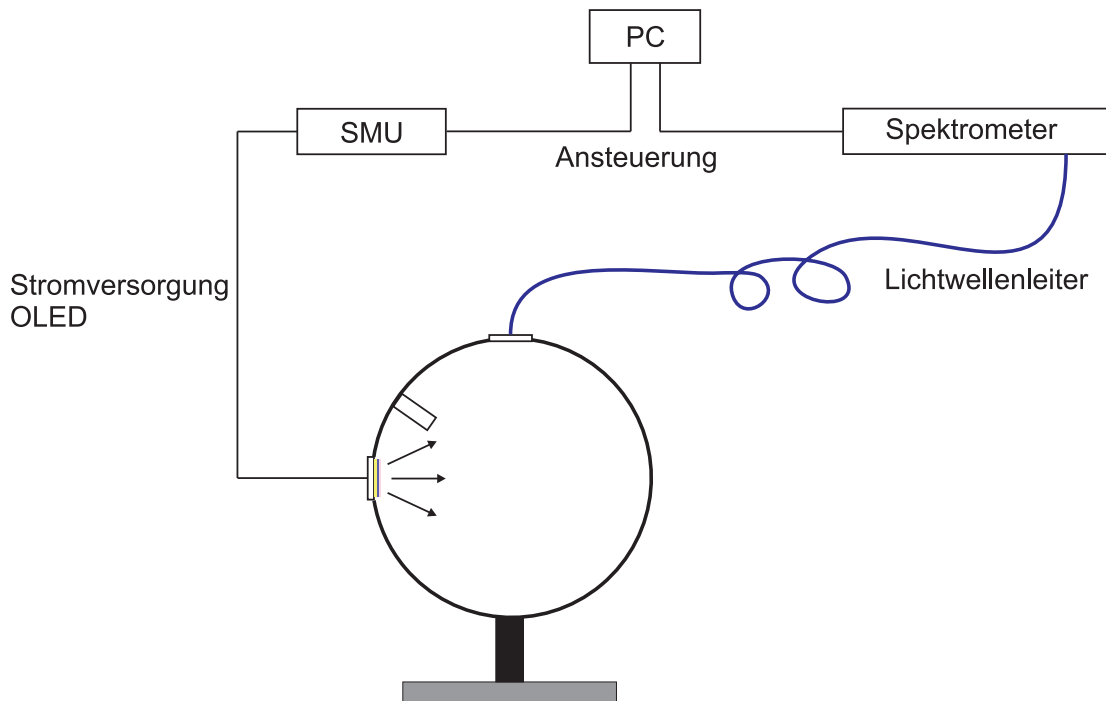 PC
SMU
Spektrometer
Ansteuerung
Stromversorgung
OLED
Lichtwellenleiter